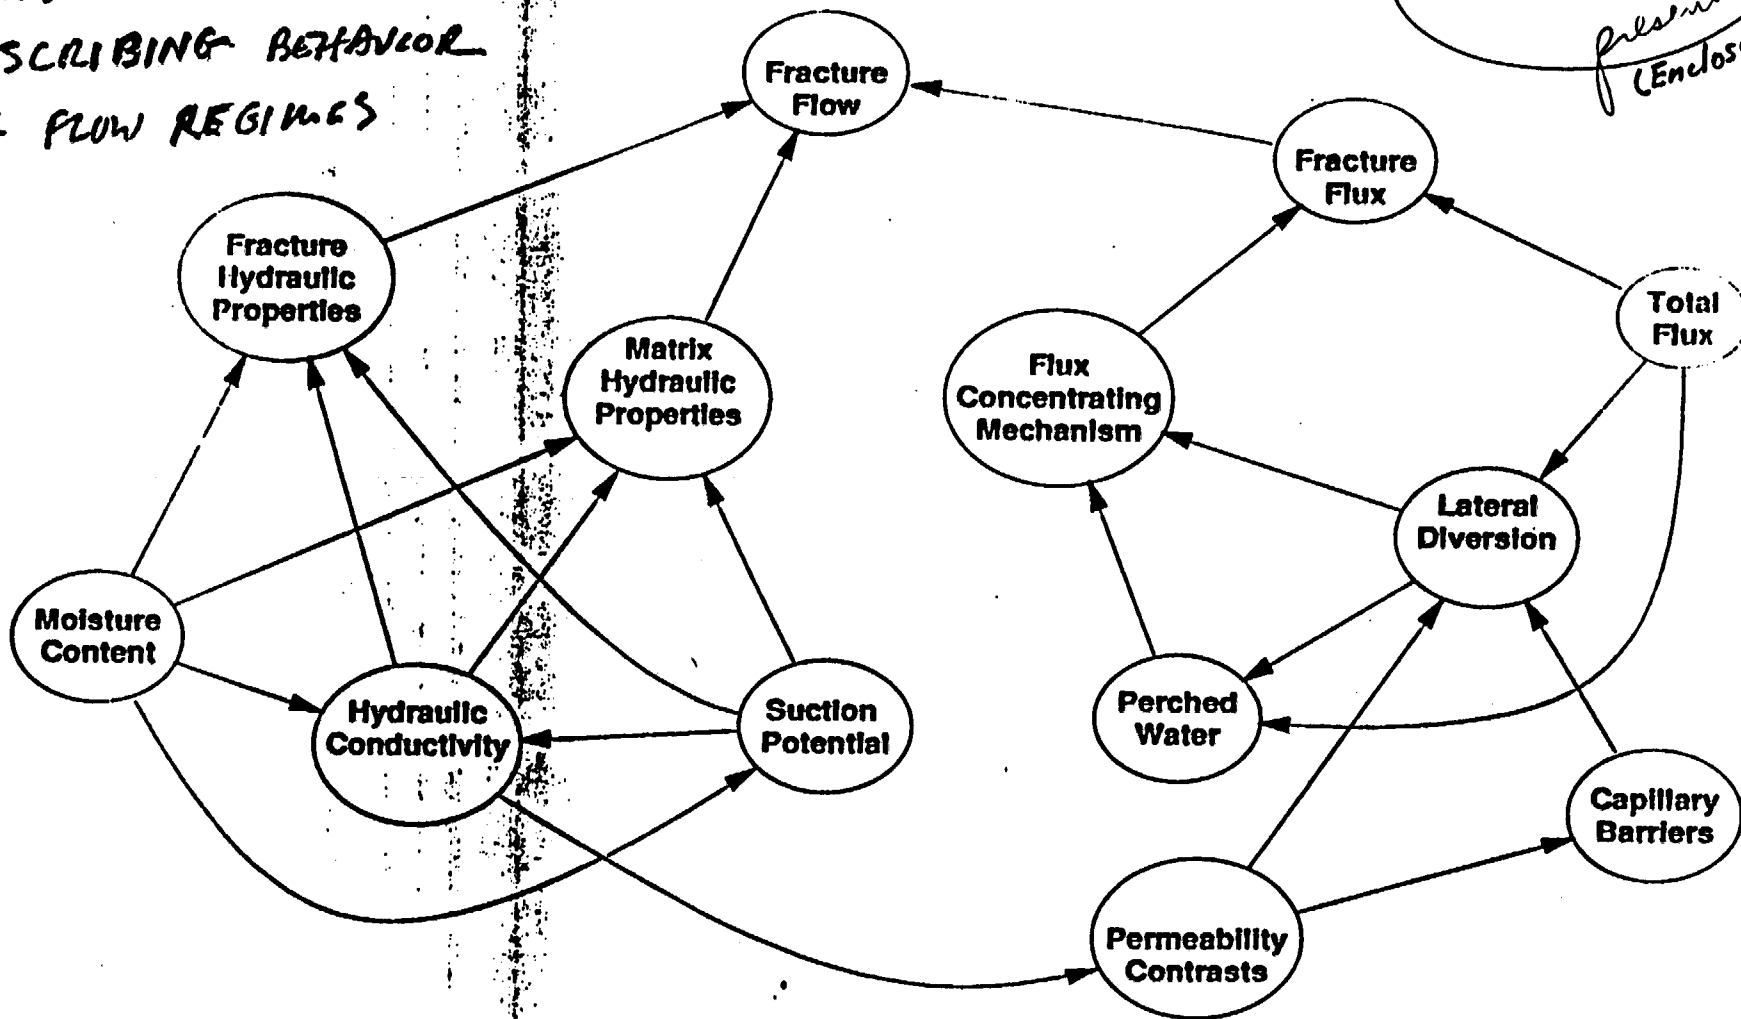 SCRIBING BEHAVIOR
FLOW REGIMES
(Enclos
Fracture
Flow
Fracture
Flux
Fracture
Hydraulic
Properties
Total
Flux
Matrix
Hydraulic
Properties
Flux
Concentrating
Mechanism
Lateral
Diversion
Moisture
Content
Hydraulic
Conductivity
Suction
Potential
Perched
Water
Capillary
Barriers
Permeability
Contrasts